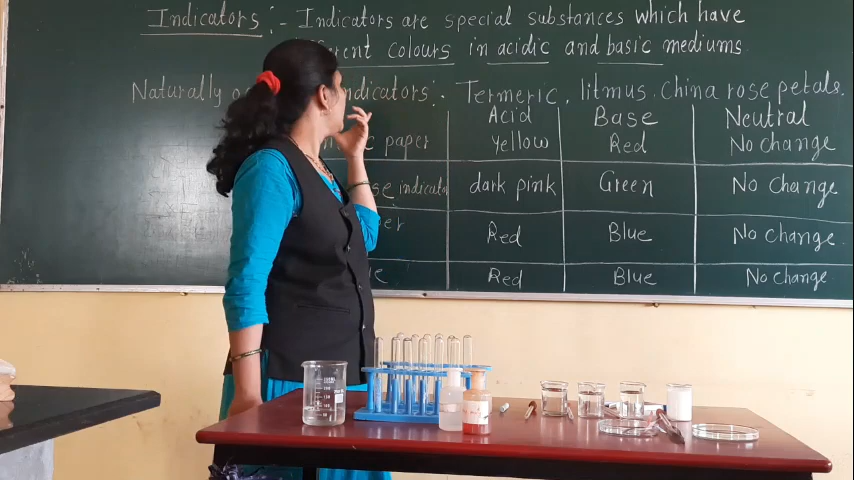 Indicators :- Indicators are special substances which have
erent colours in acidic and basic mediums.
Naturally o ndicators :- Termeric, litmus, China rose petals.
Acid Base Neutral
c paper Yellow Red No change
se indicator dark pink Green No change
er Red Blue No change.
Red Blue No change